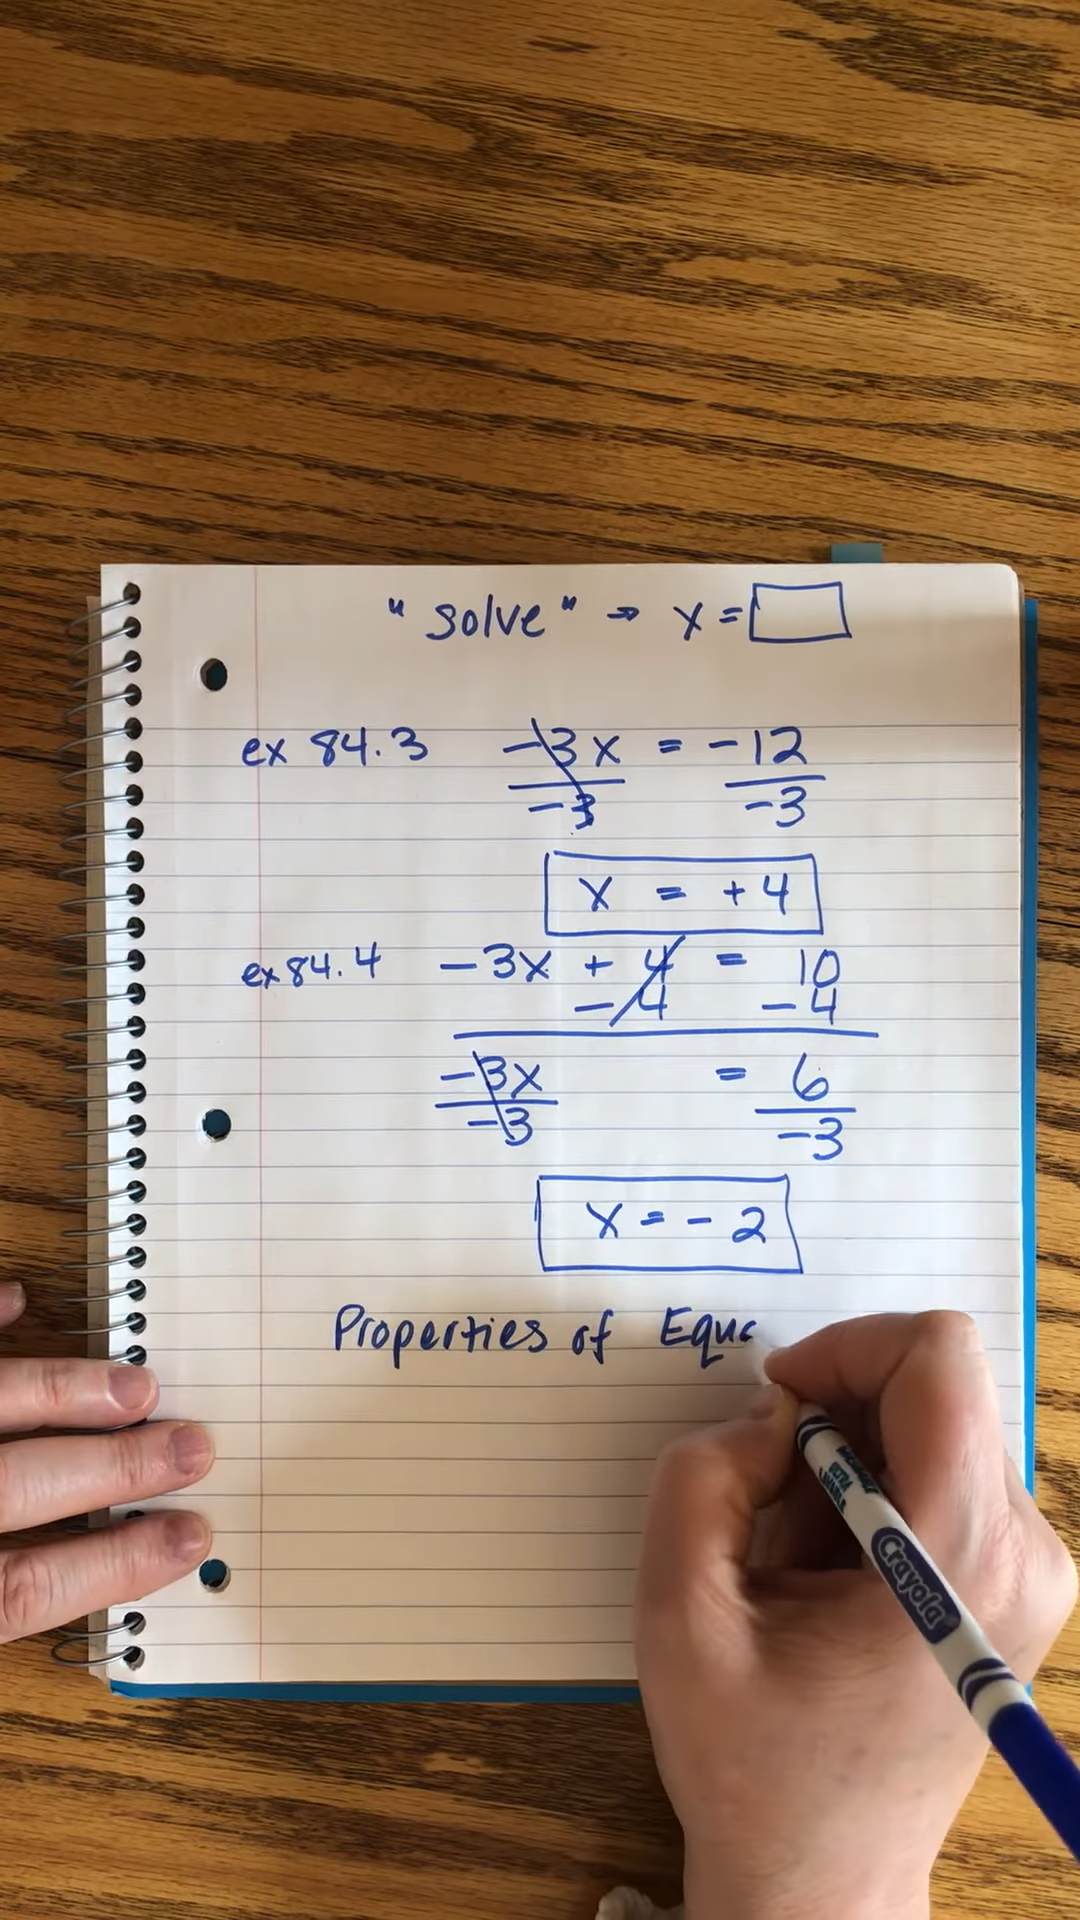 "solve" → x = □
ex 84.3 -3x = -12
-3 -3
x = +4
ex 84.4 -3x + 4 = 10
-4 -4
-3x = 6
-3 -3
x = -2
Properties of Equa
Crayola